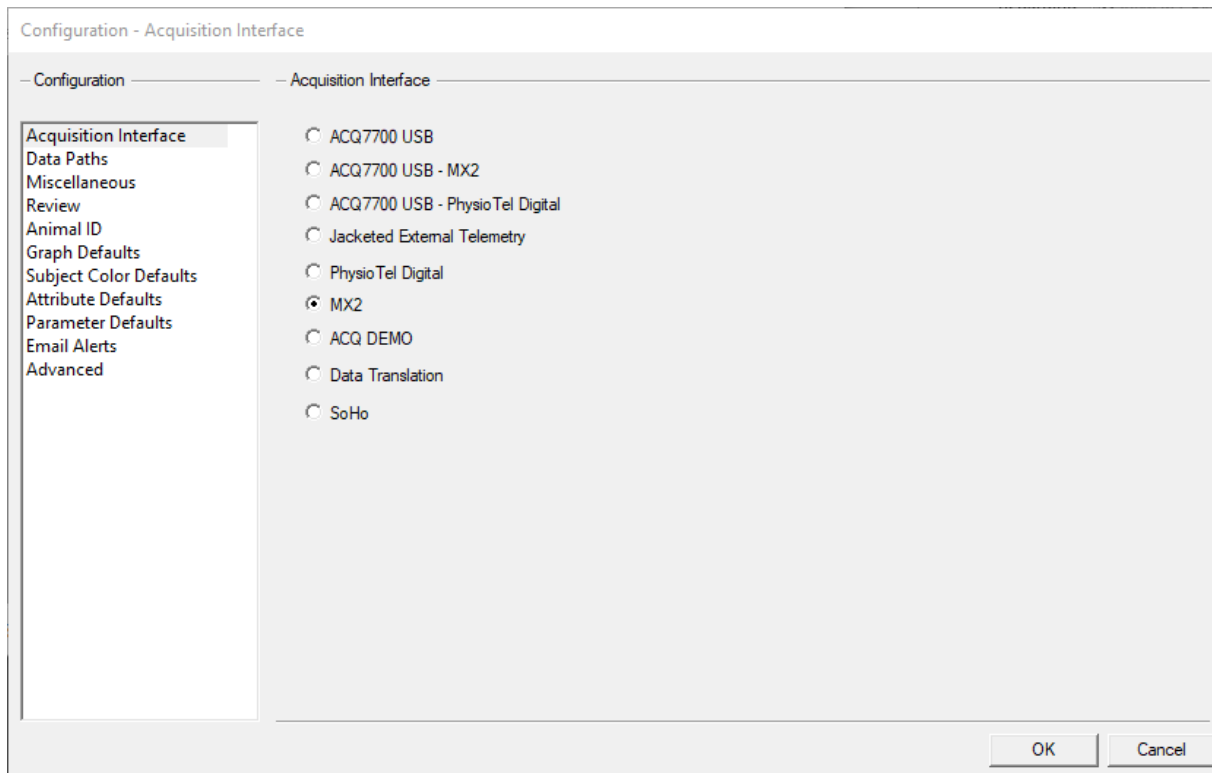 Configuration - Acquisition Interface
Configuration
Acquisition Interface
Data Paths
Miscellaneous
Review
Animal ID
Graph Defaults
Subject Color Defaults
Attribute Defaults
Parameter Defaults
Email Alerts
Advanced
Acquisition Interface
ACQ7700 USB
ACQ7700 USB - MX2
ACQ7700 USB - PhysioTel Digital
Jacketed External Telemetry
PhysioTel Digital
MX2
ACQ DEMO
Data Translation
SoHo
OK
Cancel